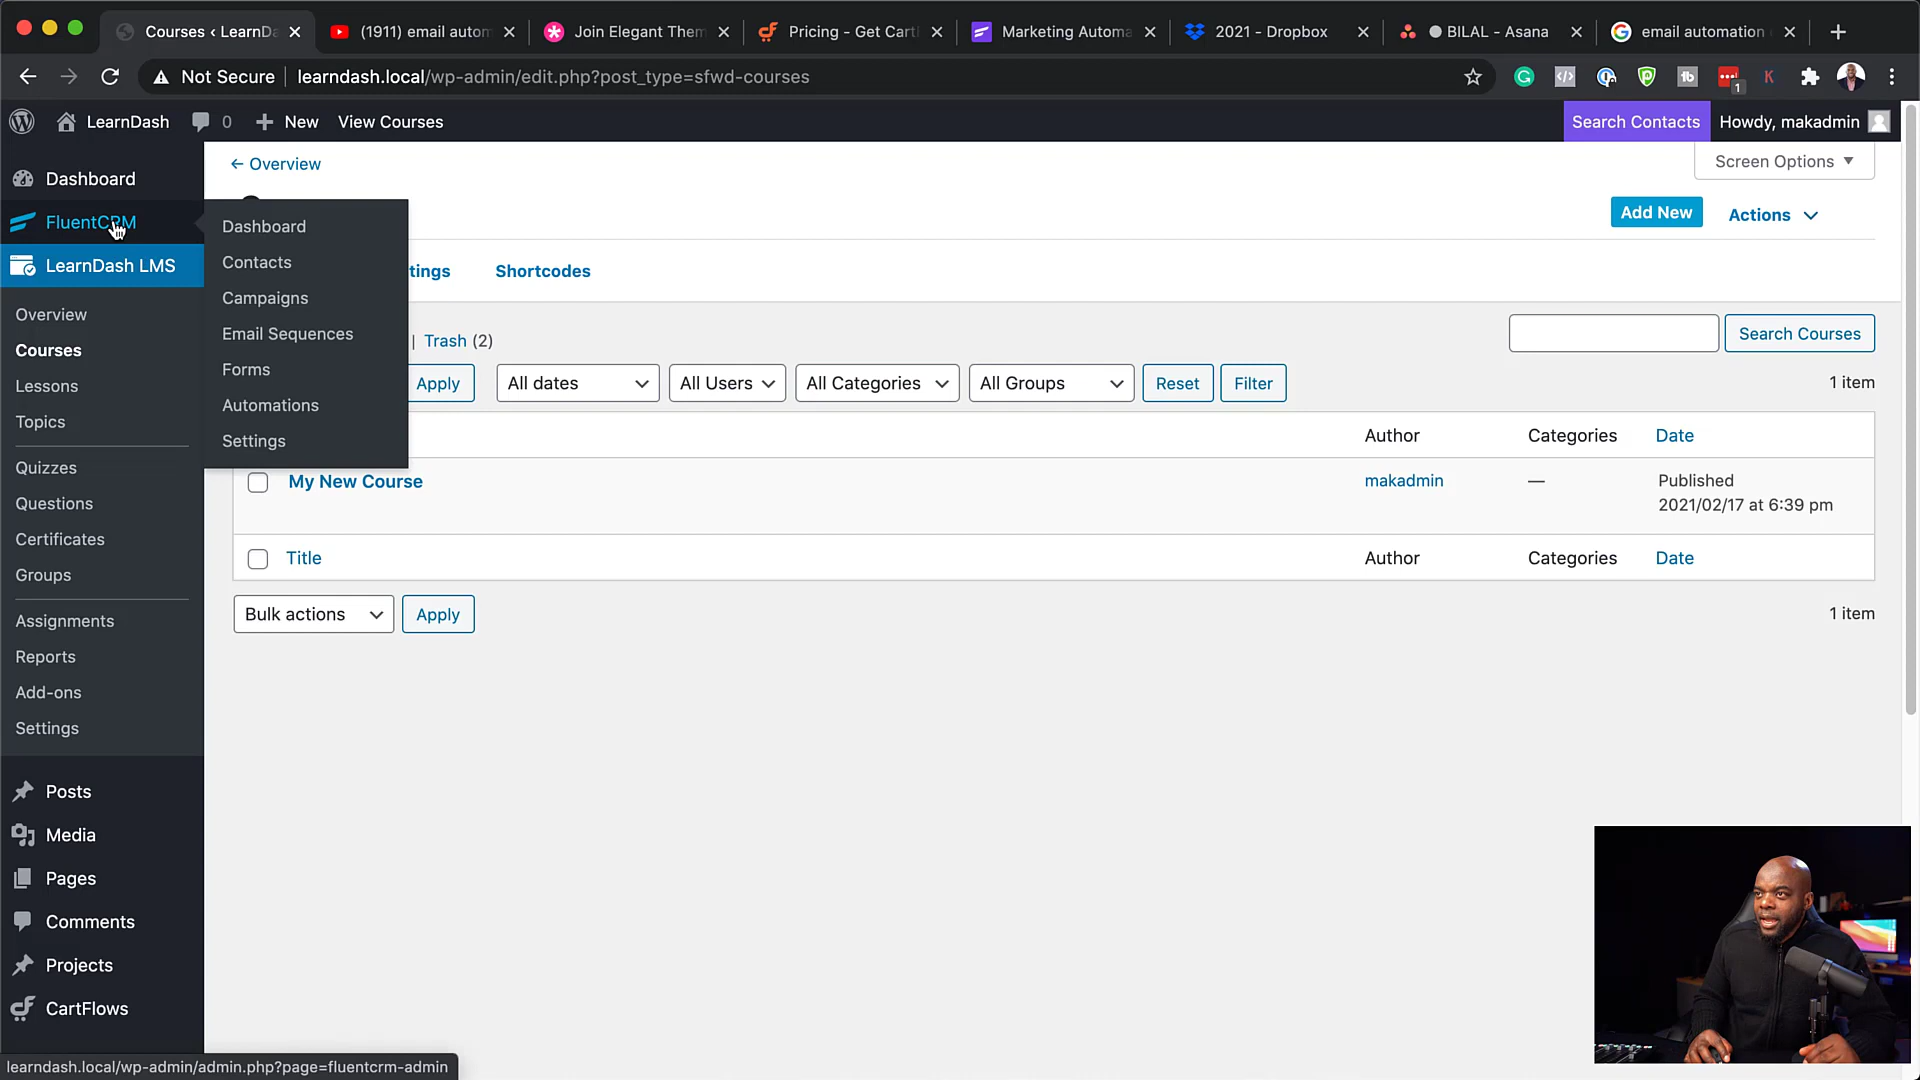 Courses ‹ LearnDa
(1911) email autom
Join Elegant Them
Pricing - Get Carti
Marketing Automa
2021 - Dropbox
BILAL - Asana
email automation
Not Secure
learndash.local/wp-admin/edit.php?post_type=sfwd-courses
1
LearnDash
0
New
View Courses
Search Contacts
Howdy, makadmin
Dashboard
FluentCRM
LearnDash LMS
Overview
Courses
Lessons
Topics
Quizzes
Questions
Certificates
Groups
Assignments
Reports
Add-ons
Settings
Posts
Media
Pages
Comments
Projects
CartFlows
Dashboard
Contacts
Campaigns
Email Sequences
Forms
Automations
Settings
← Overview
Screen Options
Add New
Actions
tings
Shortcodes
| Trash (2)
Search Courses
Apply
All dates
All Users
All Categories
All Groups
Reset
Filter
1 item
Author
Categories
Date
My New Course
makadmin
—
Published
2021/02/17 at 6:39 pm
Title
Author
Categories
Date
Bulk actions
Apply
1 item
learndash.local/wp-admin/admin.php?page=fluentcrm-admin